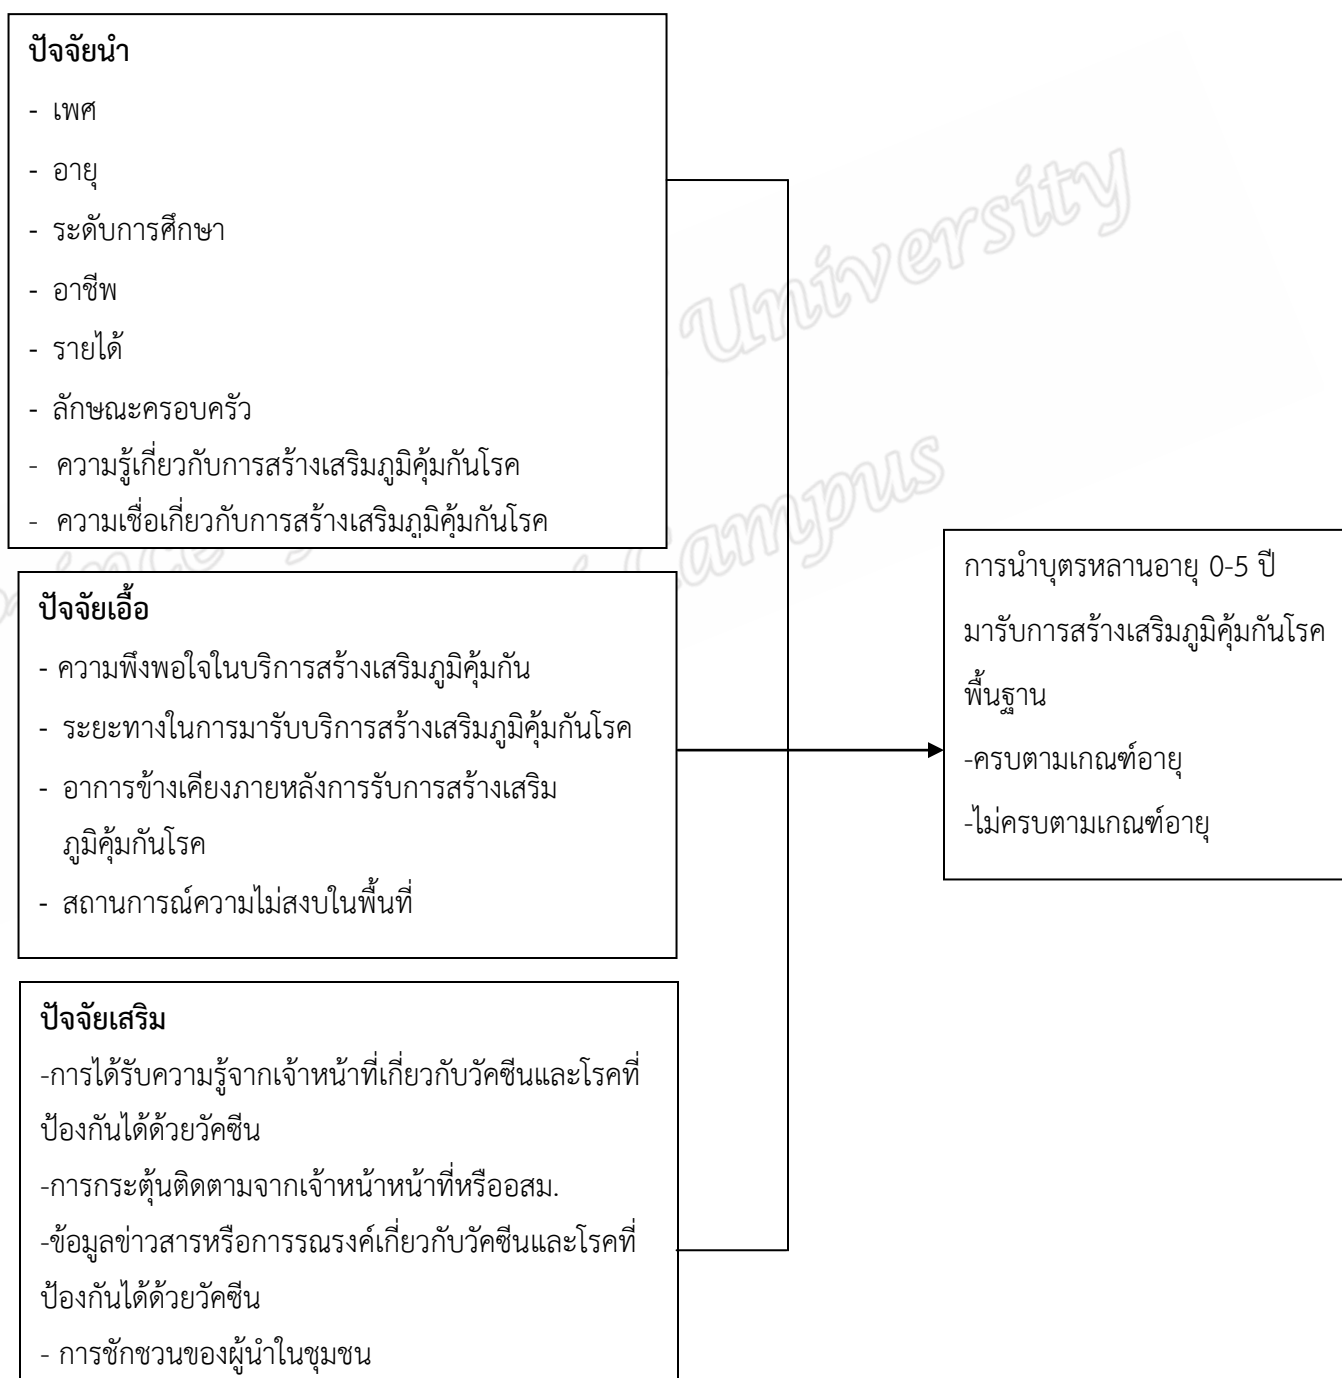 ปัจจัยนำ
- เพศ
- อายุ
- ระดับการศึกษา
- อาชีพ
- รายได้
- ลักษณะครอบครัว
- ความรู้เกี่ยวกับการสร้างเสริมภูมิคุ้มกันโรค
- ความเชื่อเกี่ยวกับการสร้างเสริมภูมิคุ้มกันโรค
ปัจจัยเอื้อ
- ความพึงพอใจในบริการสร้างเสริมภูมิคุ้มกัน
- ระยะทางในการมารับบริการสร้างเสริมภูมิคุ้มกันโรค
- อาการข้างเคียงภายหลังการรับการสร้างเสริม
ภูมิคุ้มกันโรค
- สถานการณ์ความไม่สงบในพื้นที่
ปัจจัยเสริม
-การได้รับความรู้จากเจ้าหน้าที่เกี่ยวกับวัคซีนและโรคที่
ป้องกันได้ด้วยวัคซีน
-การกระตุ้นติดตามจากเจ้าหน้าหน้าที่หรืออสม.
-ข้อมูลข่าวสารหรือการรณรงค์เกี่ยวกับวัคซีนและโรคที่
ป้องกันได้ด้วยวัคซีน
- การชักชวนของผู้นำในชุมชน
การนำบุตรหลานอายุ 0-5 ปี
มารับการสร้างเสริมภูมิคุ้มกันโรค
พื้นฐาน
-ครบตามเกณฑ์อายุ
-ไม่ครบตามเกณฑ์อายุ
University
Campus